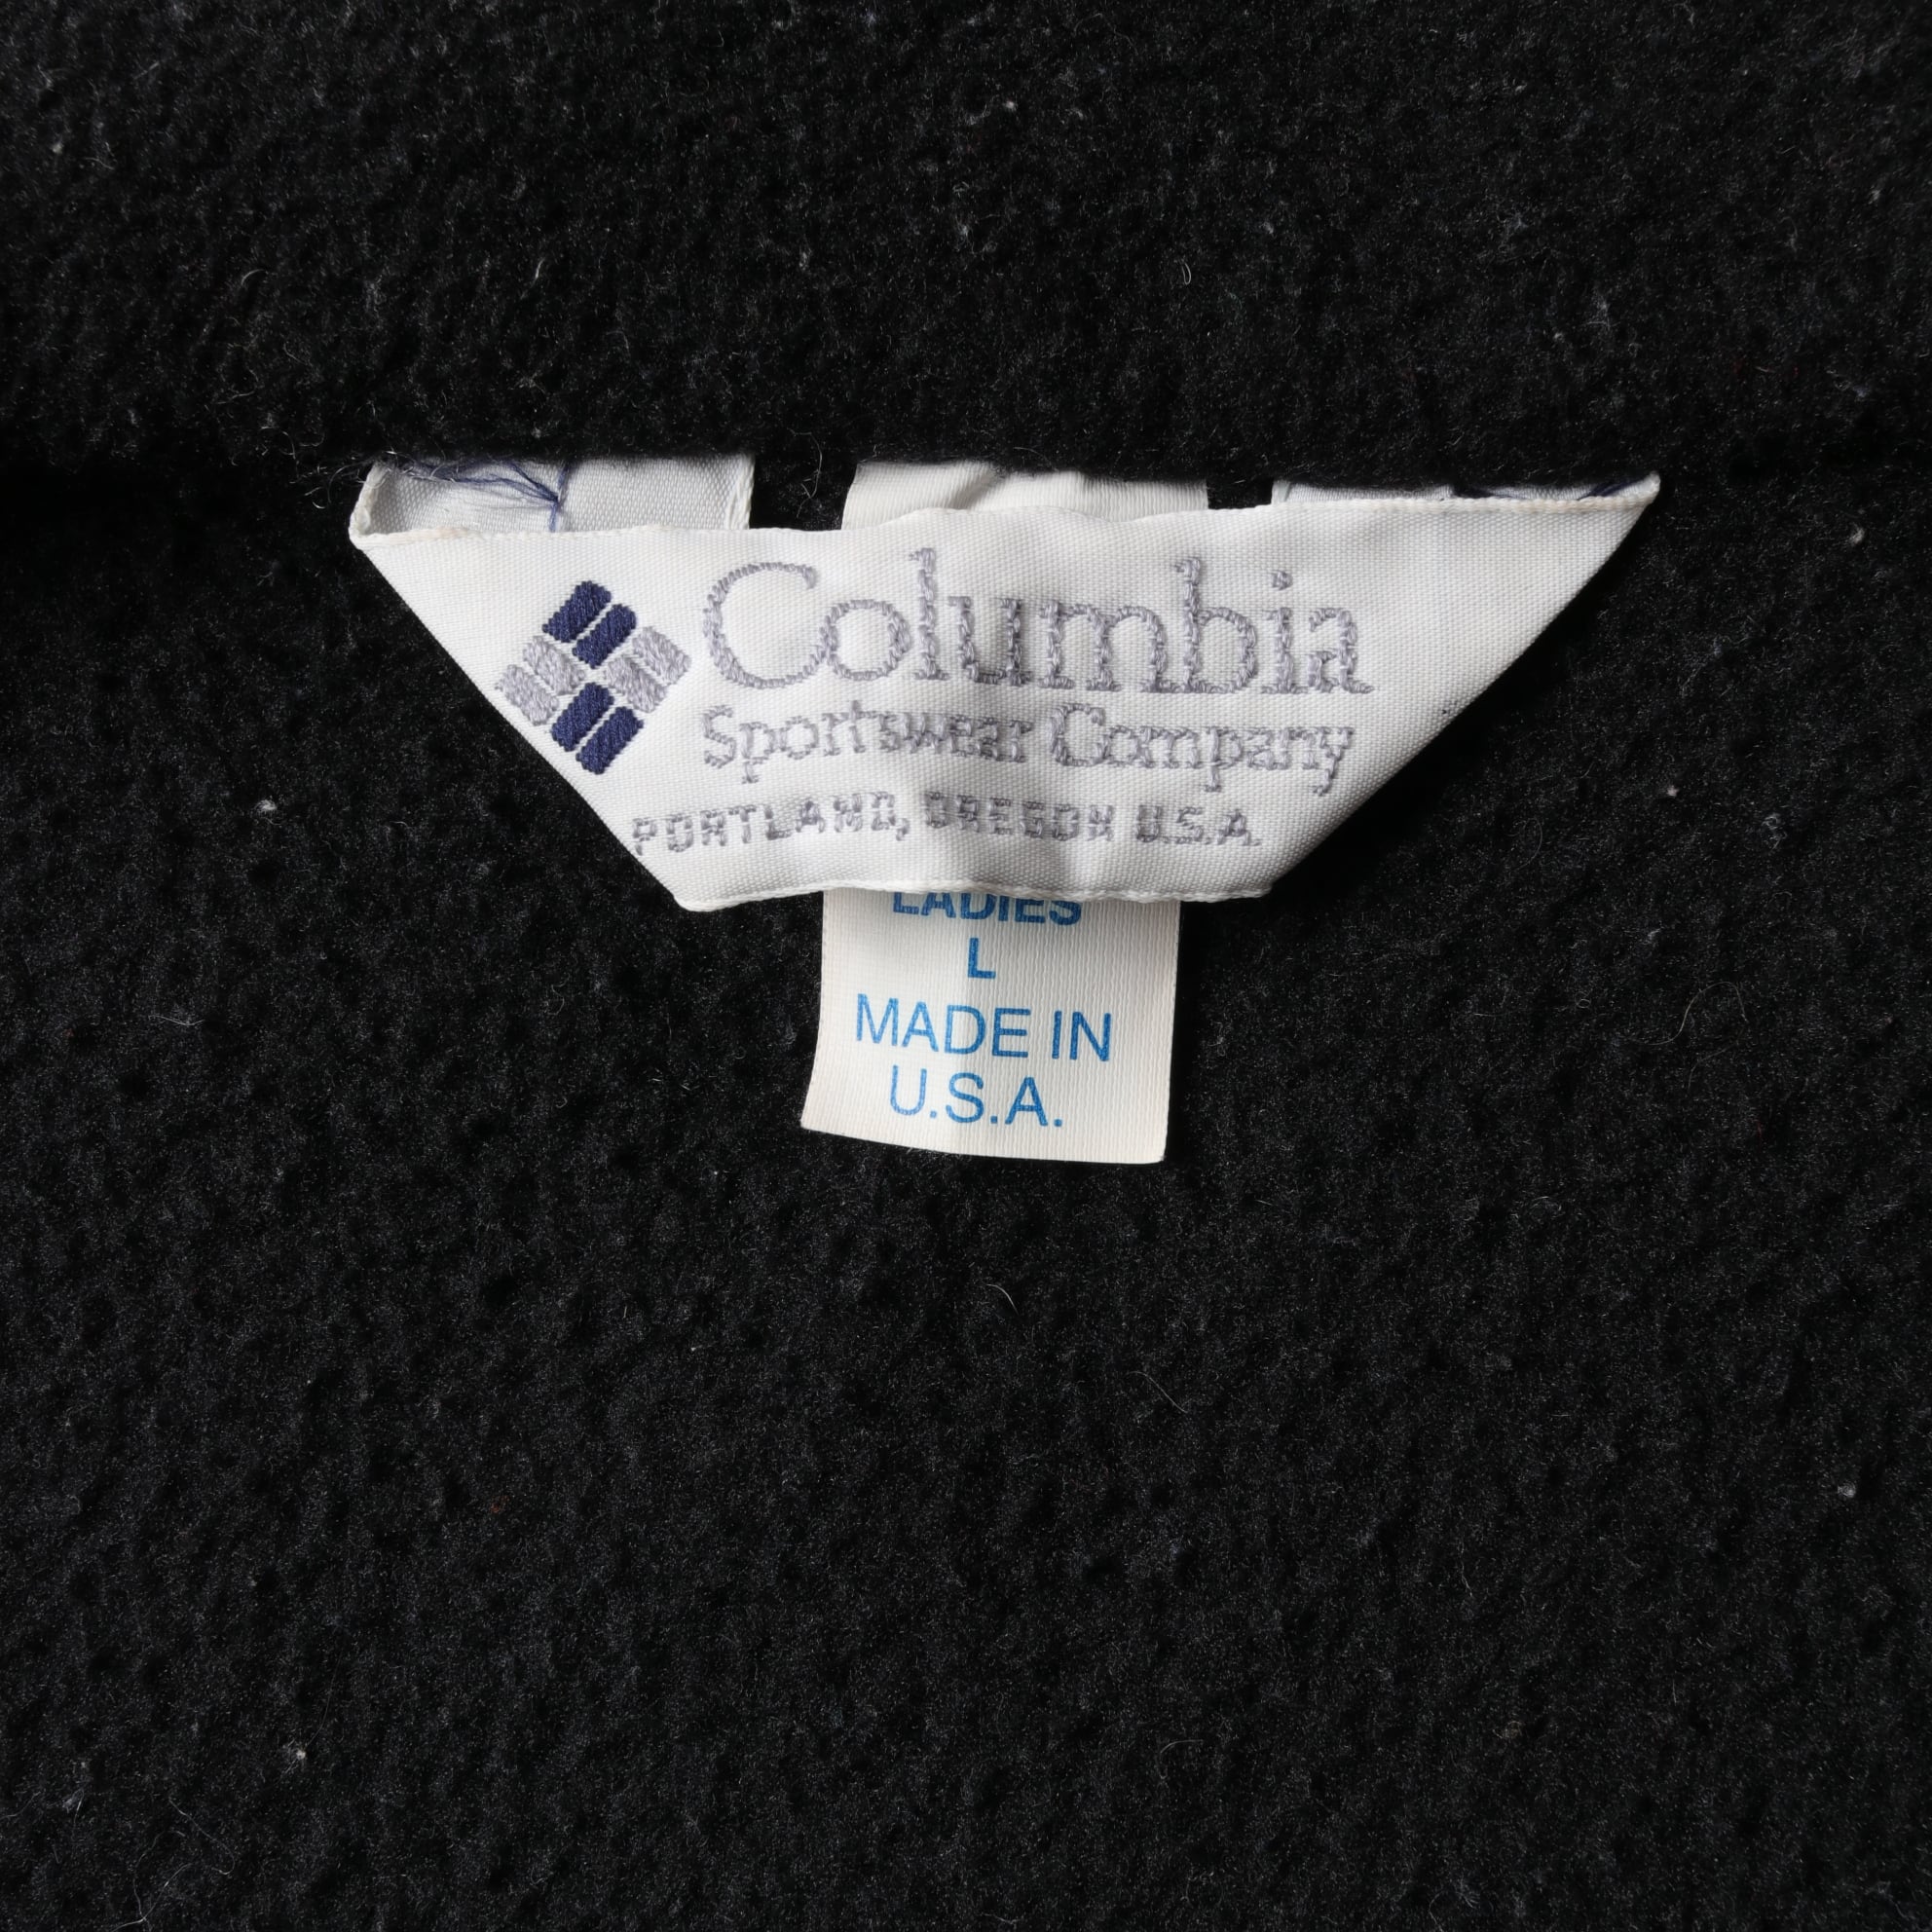 Columbia
Sportswear Company
PORTLAND, OREGON U.S.A.
LADIES
L
MADE IN
U.S.A.